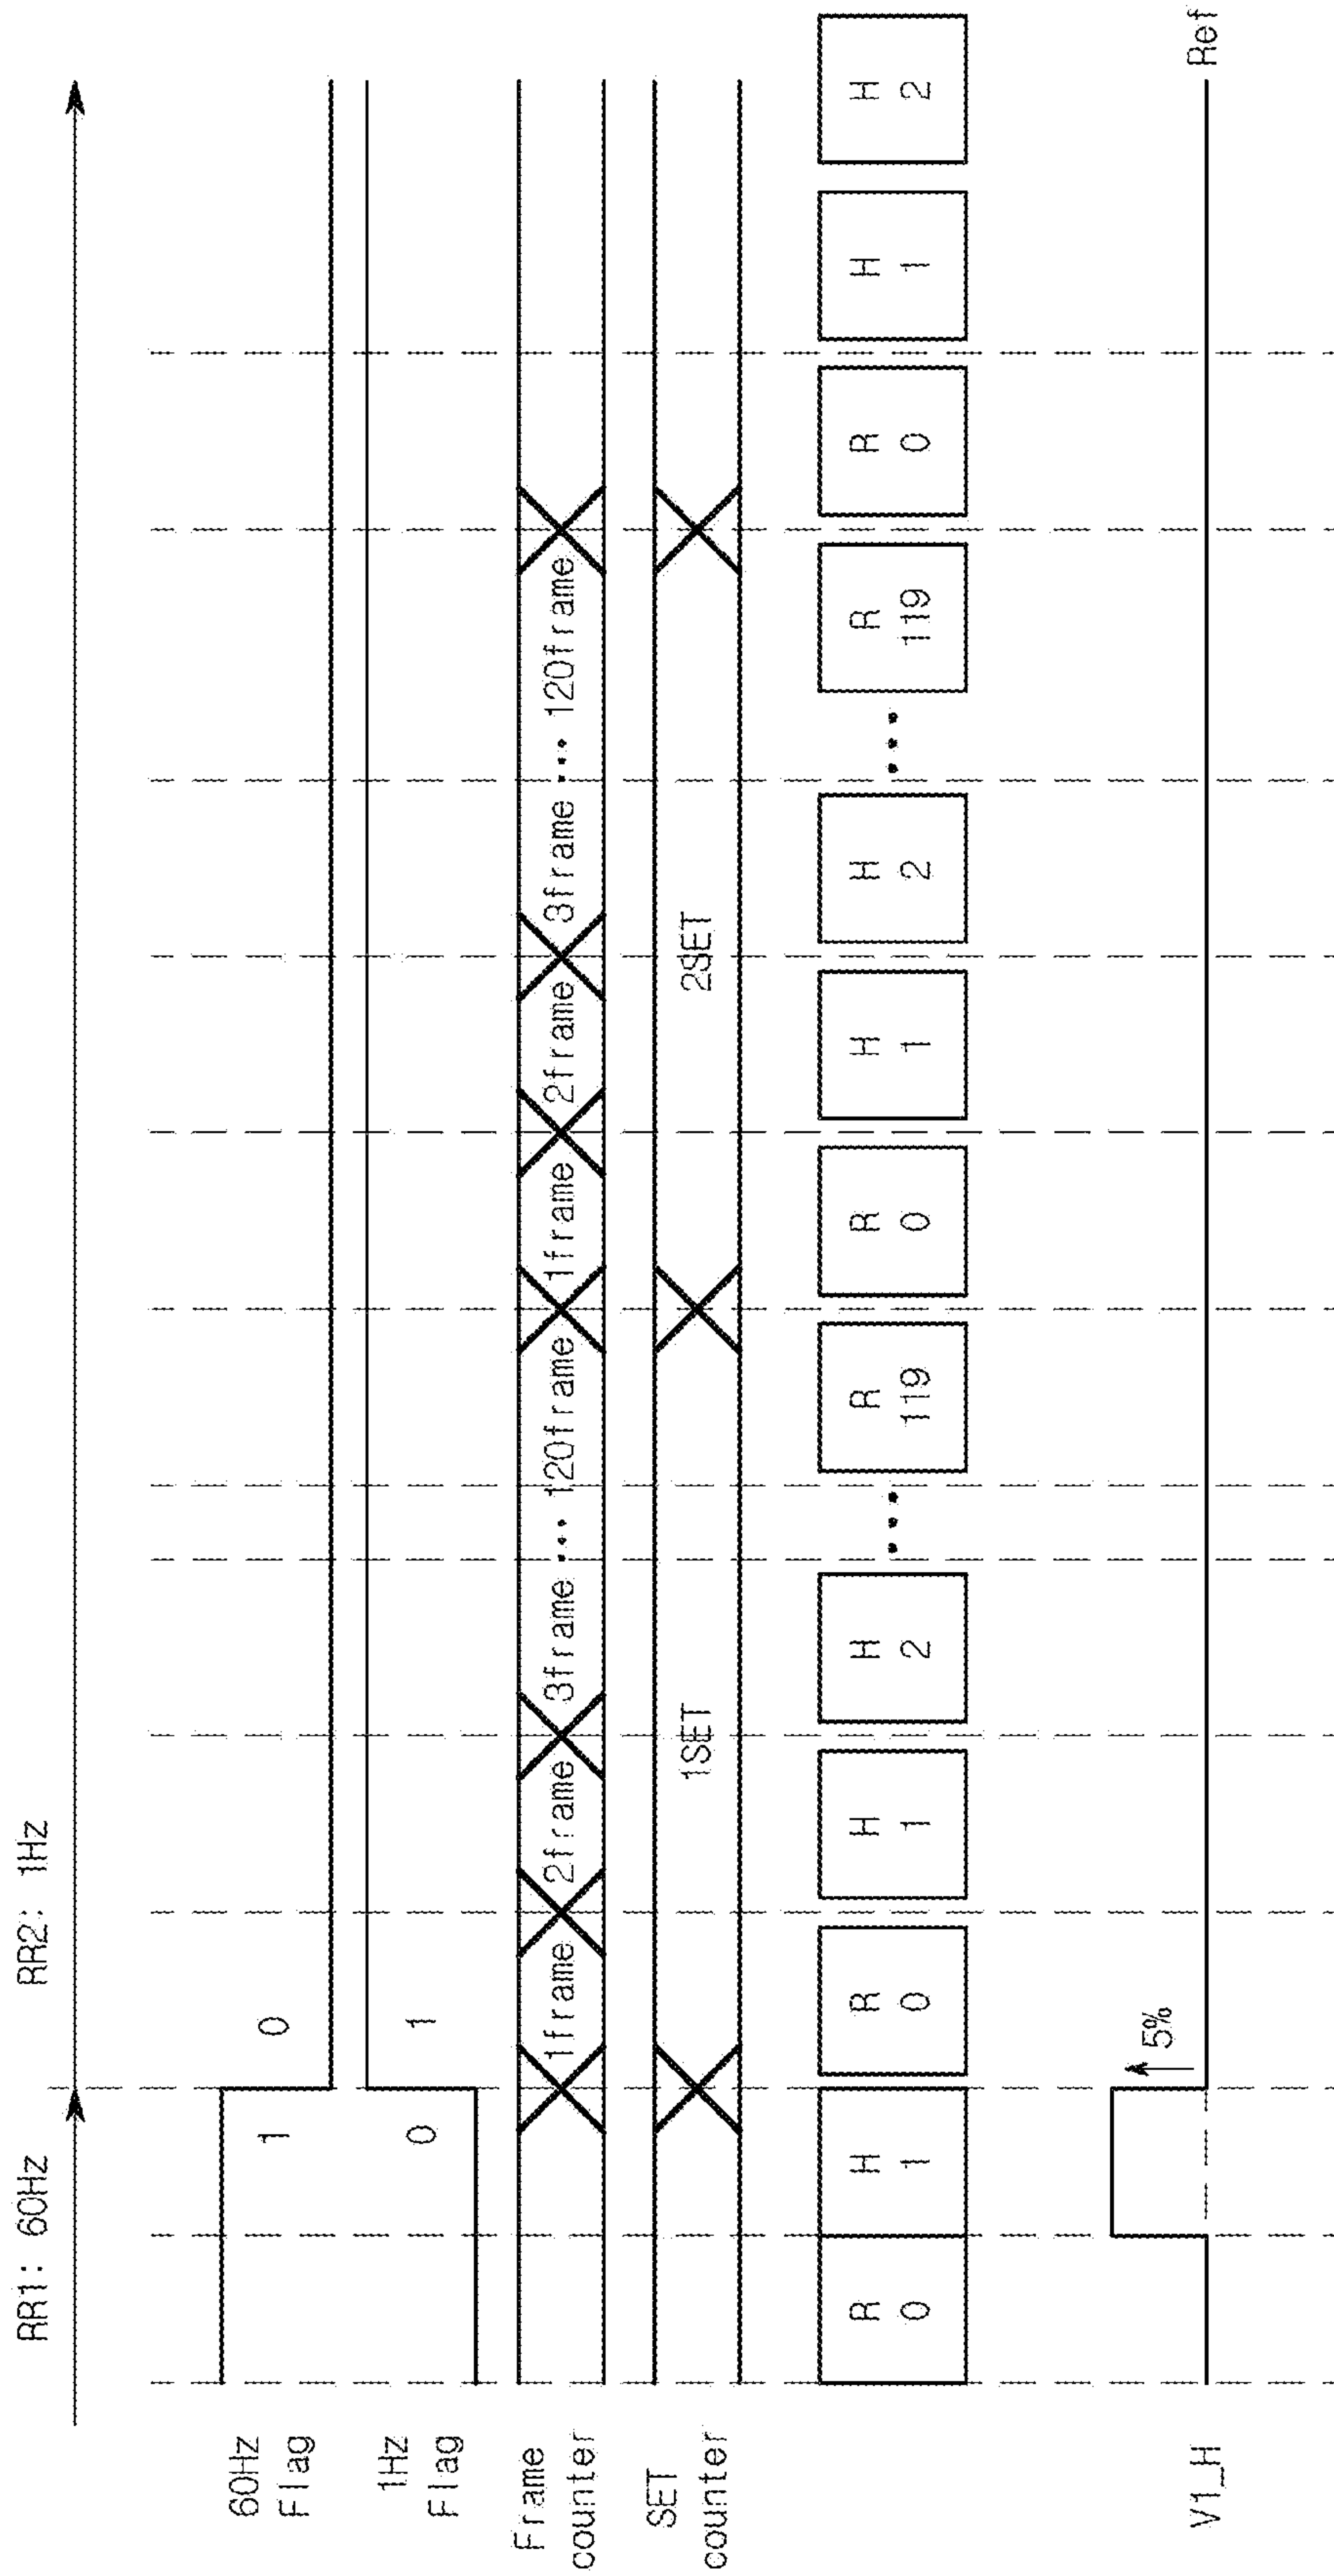 RR1: 60Hz
RR2: 1Hz
60Hz
Flag
1
0
1Hz
Flag
0
1
Frame
counter
1frame
2frame
3frame ••• 120frame
1frame
2frame
3frame ••• 120frame
SET
counter
1SET
2SET
R
0
H
1
R
0
H
1
H
2
•••
R
119
R
0
H
1
H
2
•••
R
119
R
0
H
1
H
2
V1_H
5%
Ref